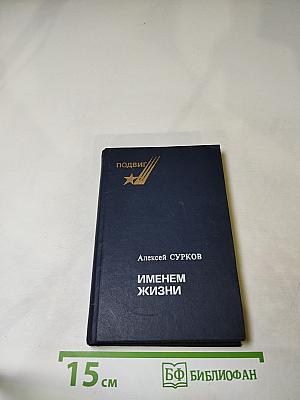 ПОДВИГ
Алексей СУРКОВ
ИМЕНЕМ
ЖИЗНИ
15 см
БФ БИБЛИОФАН